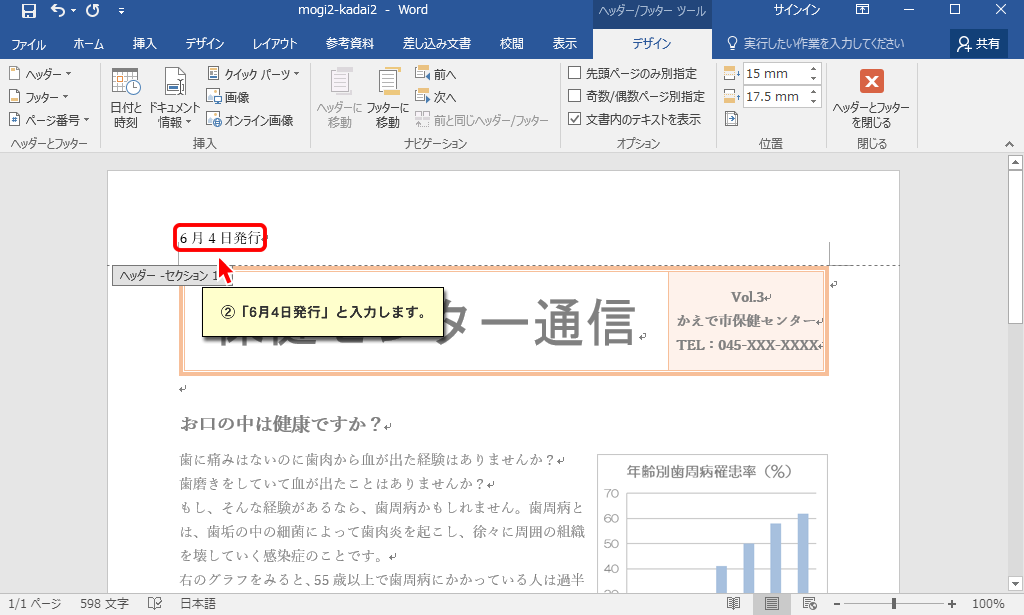 mogi2-kadai2 - Word
ヘッダー/フッター ツール
サインイン
ファイル ホーム 挿入 デザイン レイアウト 参考資料 差し込み文書 校閲 表示 デザイン 実行したい作業を入力してください 共有
ヘッダー
フッター
ページ番号
ヘッダーとフッター
日付と
時刻
ドキュメント
情報
クイック パーツ
画像
オンライン画像
挿入
ヘッダーに
移動
フッターに
移動
前へ
次へ
前と同じヘッダー/フッター
ナビゲーション
先頭ページのみ別指定
奇数/偶数ページ別指定
文書内のテキストを表示
オプション
15 mm
17.5 mm
位置
ヘッダーとフッター
を閉じる
閉じる
6 月 4 日発行
ヘッダー -セクション 1-
②「6月4日発行」と入力します。
ター通信
Vol.3
かえで市保健センター
TEL：045-XXX-XXXX
お口の中は健康ですか？
歯に痛みはないのに歯肉から血が出た経験はありませんか？
歯磨きをしていて血が出たことはありませんか？
もし、そんな経験があるなら、歯周病かもしれません。歯周病と
は、歯垢の中の細菌によって歯肉炎を起こし、徐々に周囲の組織
を壊していく感染症のことです。
右のグラフをみると、55 歳以上で歯周病にかかっている人は過半
年齢別歯周病罹患率（%）
70
60
50
40
1/1 ページ 598 文字 日本語 100%